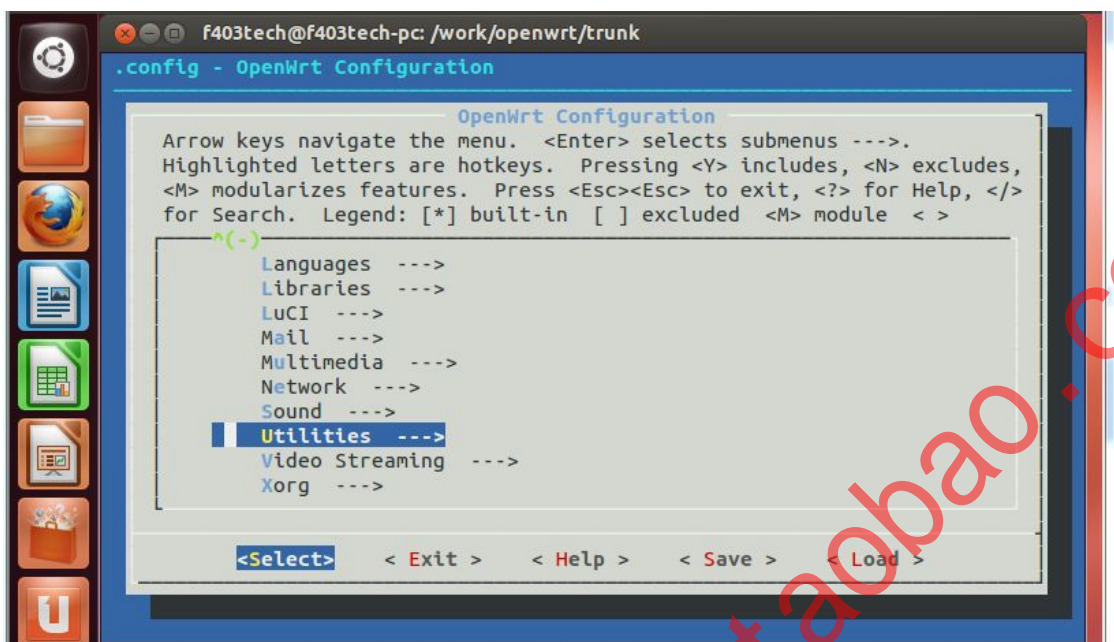 f403tech@f403tech-pc: /work/openwrt/trunk
.config - OpenWrt Configuration
OpenWrt Configuration
Arrow keys navigate the menu.  <Enter> selects submenus --->.
Highlighted letters are hotkeys.  Pressing <Y> includes, <N> excludes,
<M> modularizes features.  Press <Esc><Esc> to exit, <?> for Help, </>
for Search.  Legend: [*] built-in  [ ] excluded  <M> module  < >
^(-)
Languages  --->
Libraries  --->
LuCI  --->
Mail  --->
Multimedia  --->
Network  --->
Sound  --->
Utilities  --->
Video Streaming  --->
Xorg  --->
<Select>    < Exit >    < Help >    < Save >    < Load >
taobao.c